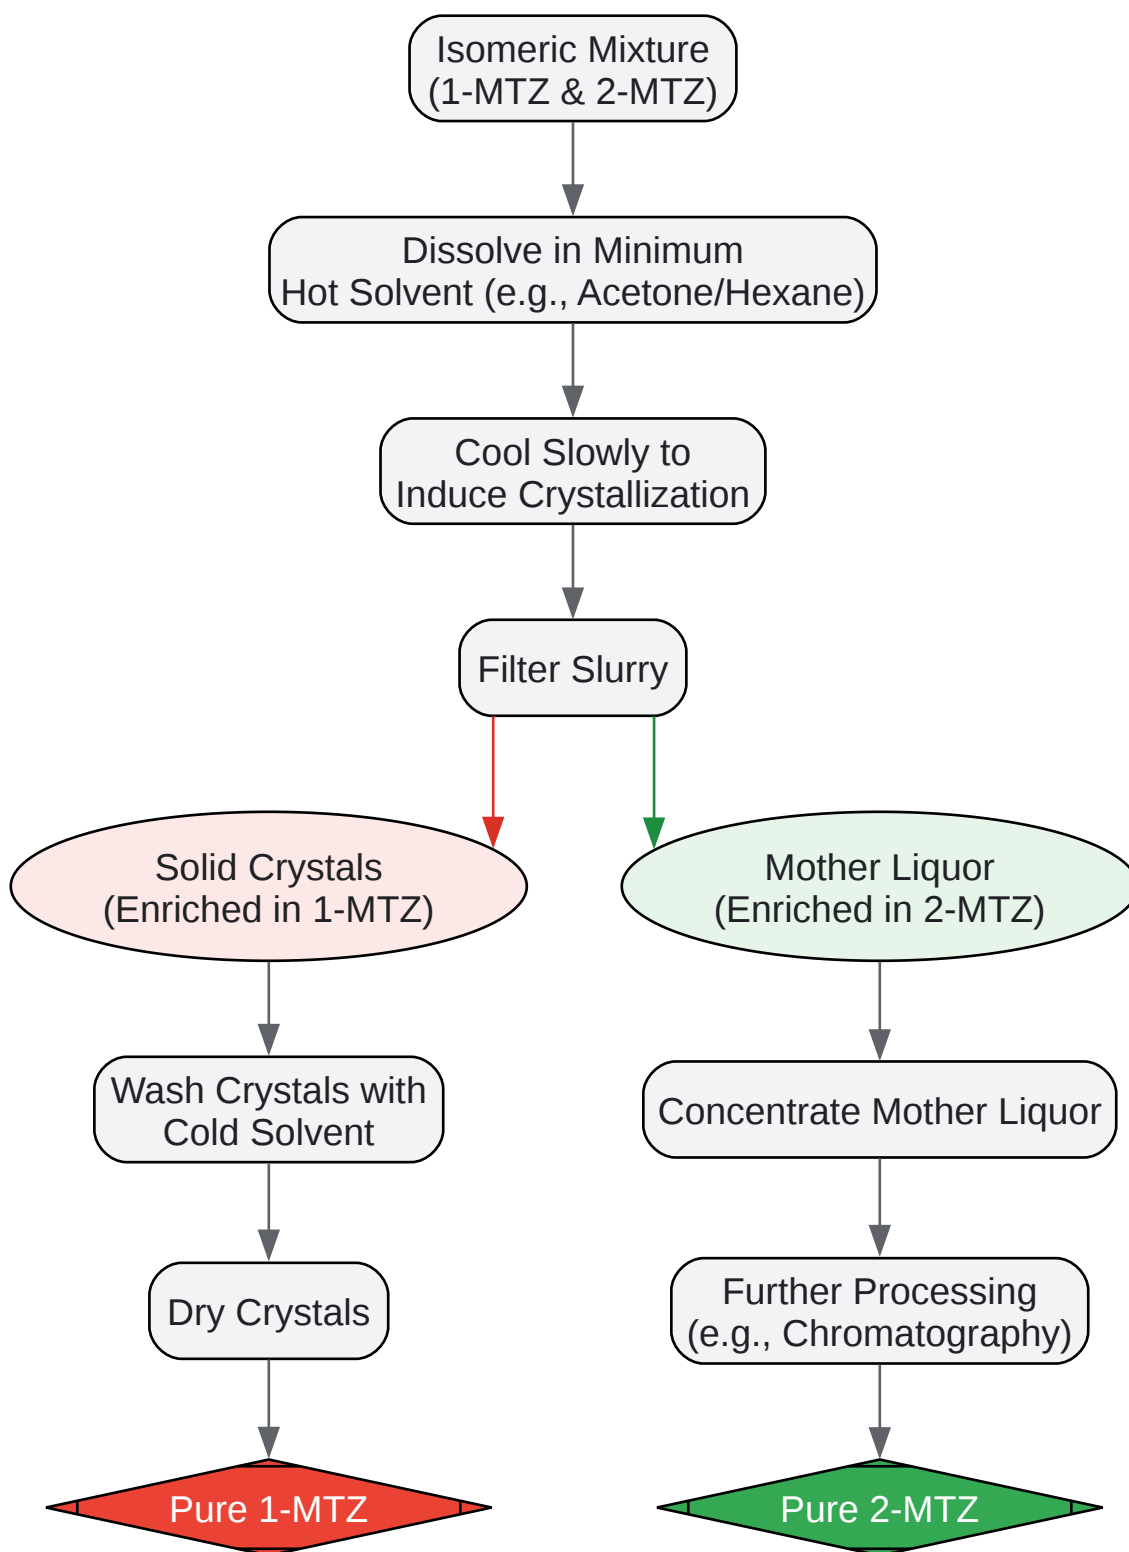 Isomeric Mixture
(1-MTZ & 2-MTZ)
Dissolve in Minimum
Hot Solvent (e.g., Acetone/Hexane)
Cool Slowly to
Induce Crystallization
Filter Slurry
Solid Crystals
(Enriched in 1-MTZ)
Mother Liquor
(Enriched in 2-MTZ)
Wash Crystals with
Cold Solvent
Concentrate Mother Liquor
Dry Crystals
Further Processing
(e.g., Chromatography)
Pure 1-MTZ
Pure 2-MTZ